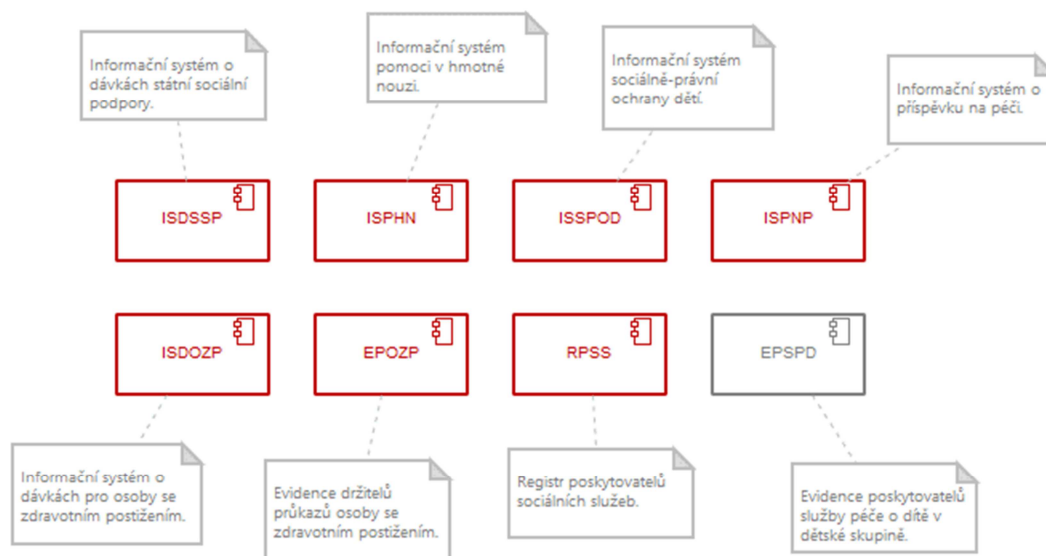 Informační systém o
dávkách státní sociální
podpory.
Informační systém
pomoci v hmotné
nouzi.
Informační systém
sociálně-právní
ochrany dětí.
Informační systém o
příspěvku na péči.
ISDSSP
ISPHN
ISSPOD
ISPNP
ISDOZP
EPOZP
RPSS
EPSPD
Informační systém o
dávkách pro osoby se
zdravotním postižením.
Evidence držitelů
průkazů osoby se
zdravotním postižením.
Registr poskytovatelů
sociálních služeb.
Evidence poskytovatelů
služby péče o dítě v
dětské skupině.